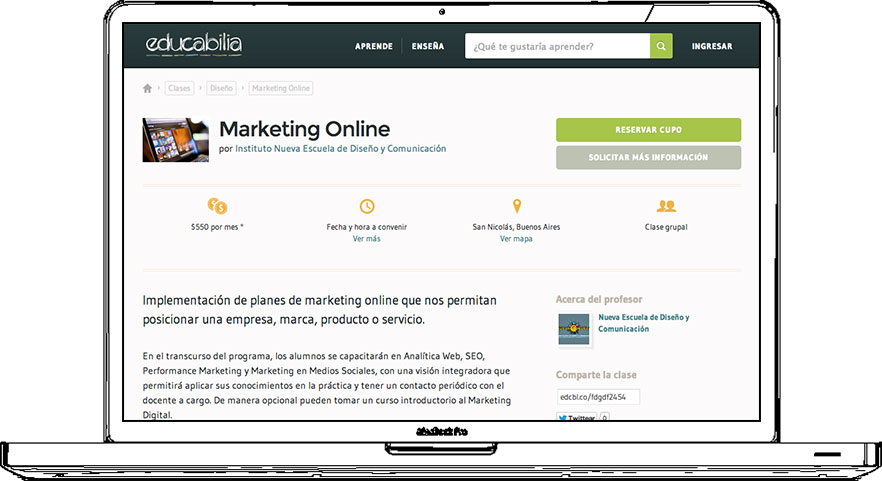 educabilia
APRENDE
ENSEÑA
¿Qué te gustaría aprender?
INGRESAR
Clases
Diseño
Marketing Online
Marketing Online
por Instituto Nueva Escuela de Diseño y Comunicación
RESERVAR CUPO
SOLICITAR MÁS INFORMACIÓN
$550 por mes *
Fecha y hora a convenir
Ver más
San Nicolás, Buenos Aires
Ver mapa
Clase grupal
Implementación de planes de marketing online que nos permitan
posicionar una empresa, marca, producto o servicio.
En el transcurso del programa, los alumnos se capacitarán en Analítica Web, SEO,
Performance Marketing y Marketing en Medios Sociales, con una visión integradora que
permitirá aplicar sus conocimientos en la práctica y tener un contacto periódico con el
docente a cargo. De manera opcional pueden tomar un curso introductorio al Marketing
Digital.
Acerca del profesor
Nueva Escuela de Diseño y
Comunicación
Comparte la clase
edcbl.co/fdgdf2454
Twittear
0
MacBook Pro